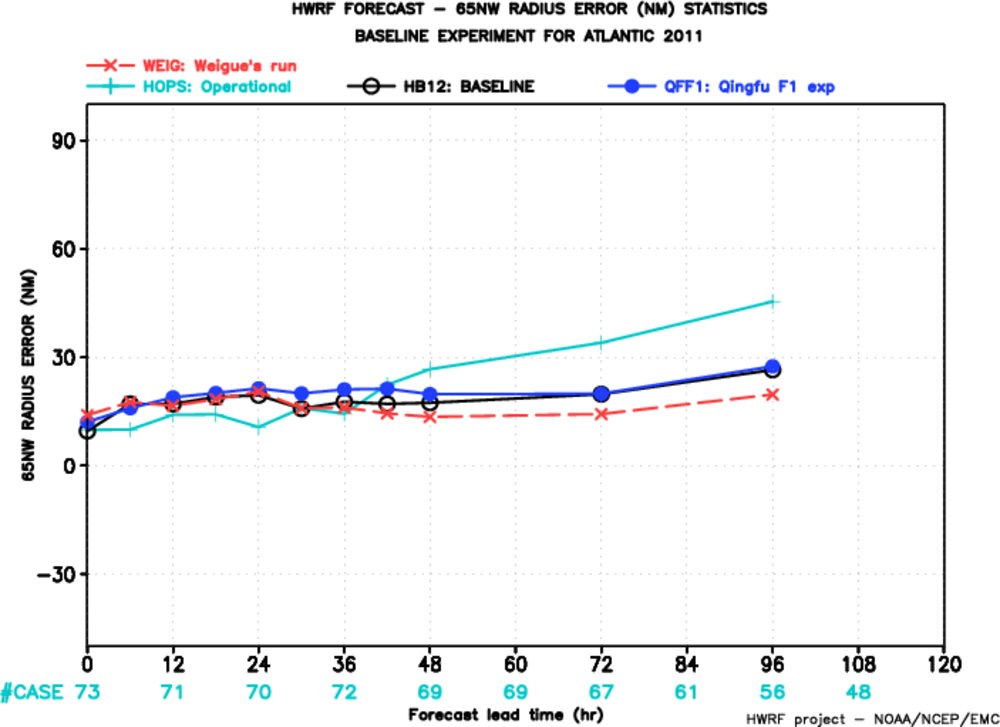 HWRF FORECAST − 65NW RADIUS ERROR (NM) STATISTICS
BASELINE EXPERIMENT FOR ATLANTIC 2011
WEIG: Weigue's run
HOPS: Operational HB12: BASELINE QFF1: Qingfu F1 exp
90
60
30
0
−30
65NW RADIUS ERROR (NM)
0 12 24 36 48 60 72 84 96 108 120
#CASE 73 71 70 72 69 69 67 61 56 48
Forecast lead time (hr)
HWRF project − NOAA/NCEP/EMC